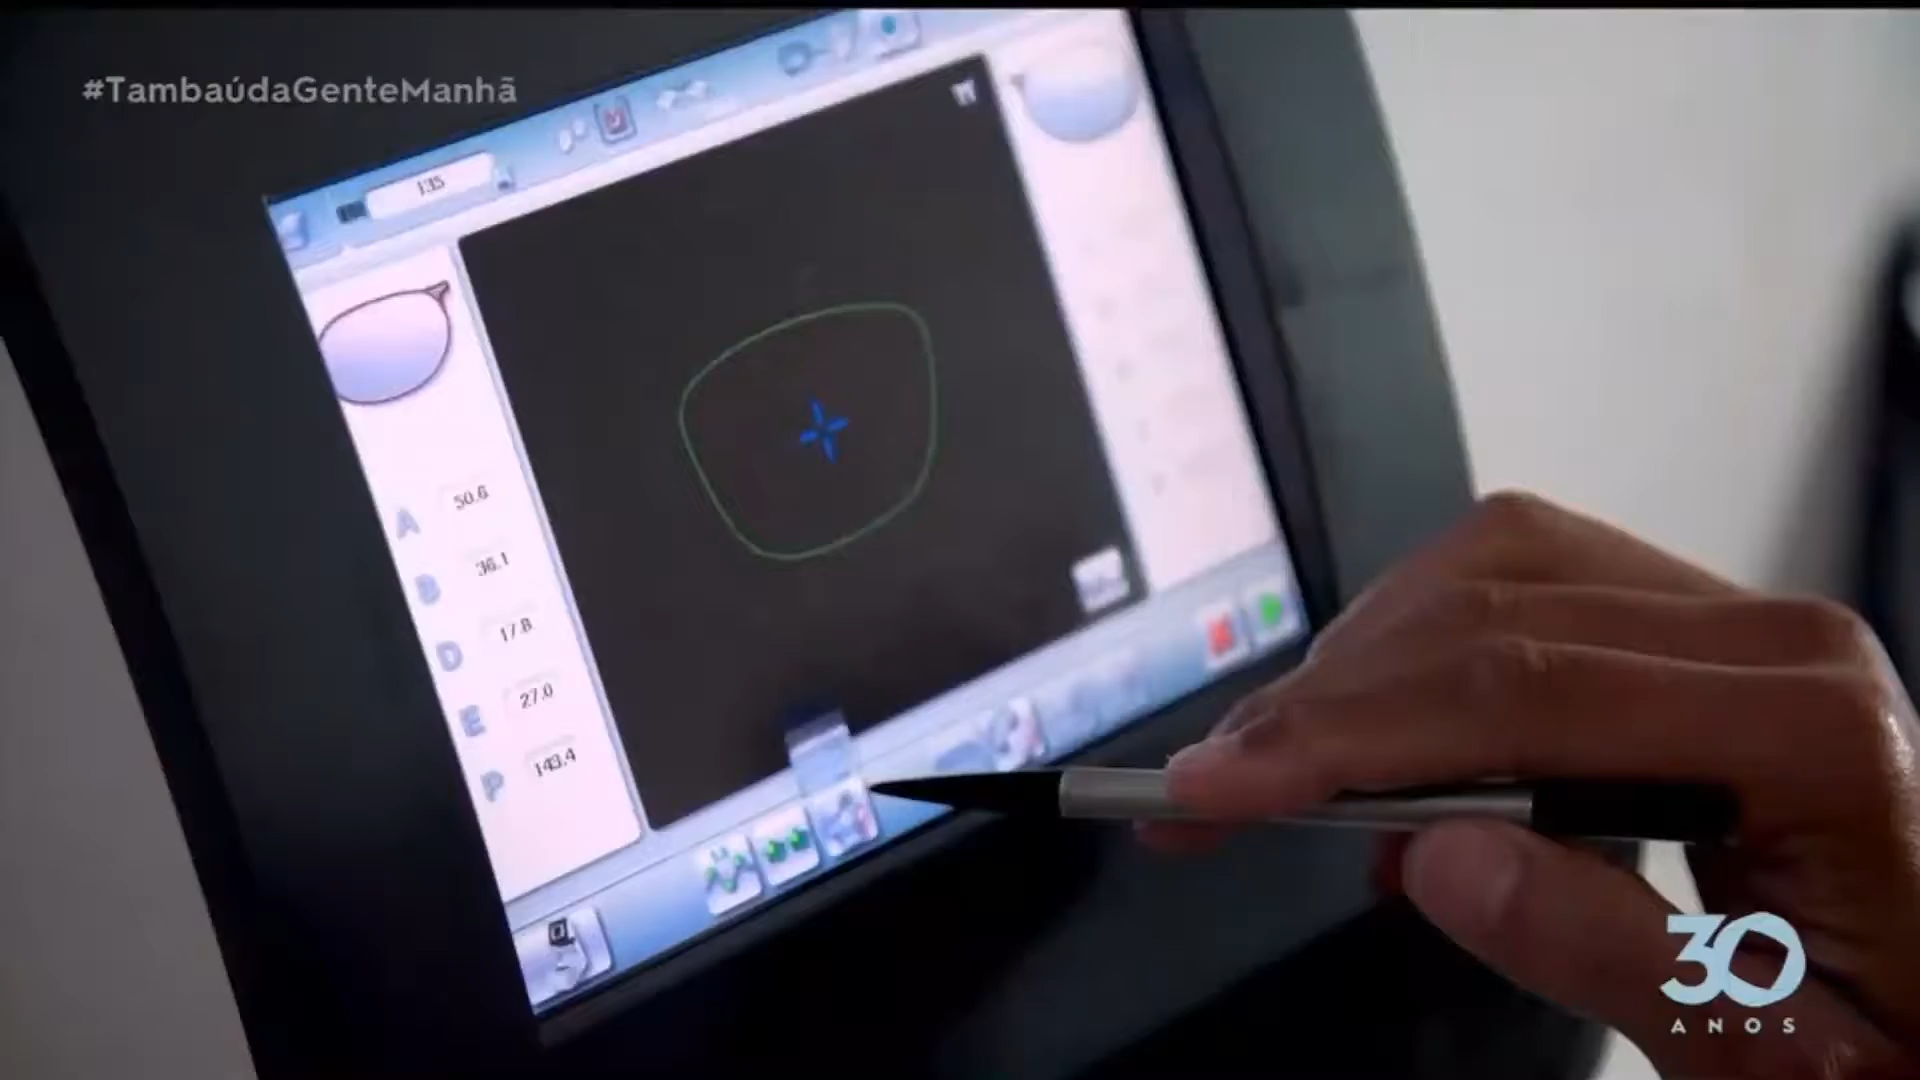 #TambaúdaGenteManhã
135
A 50.6
B 36.1
D 17.8
E 27.0
P 143.4
30
ANOS